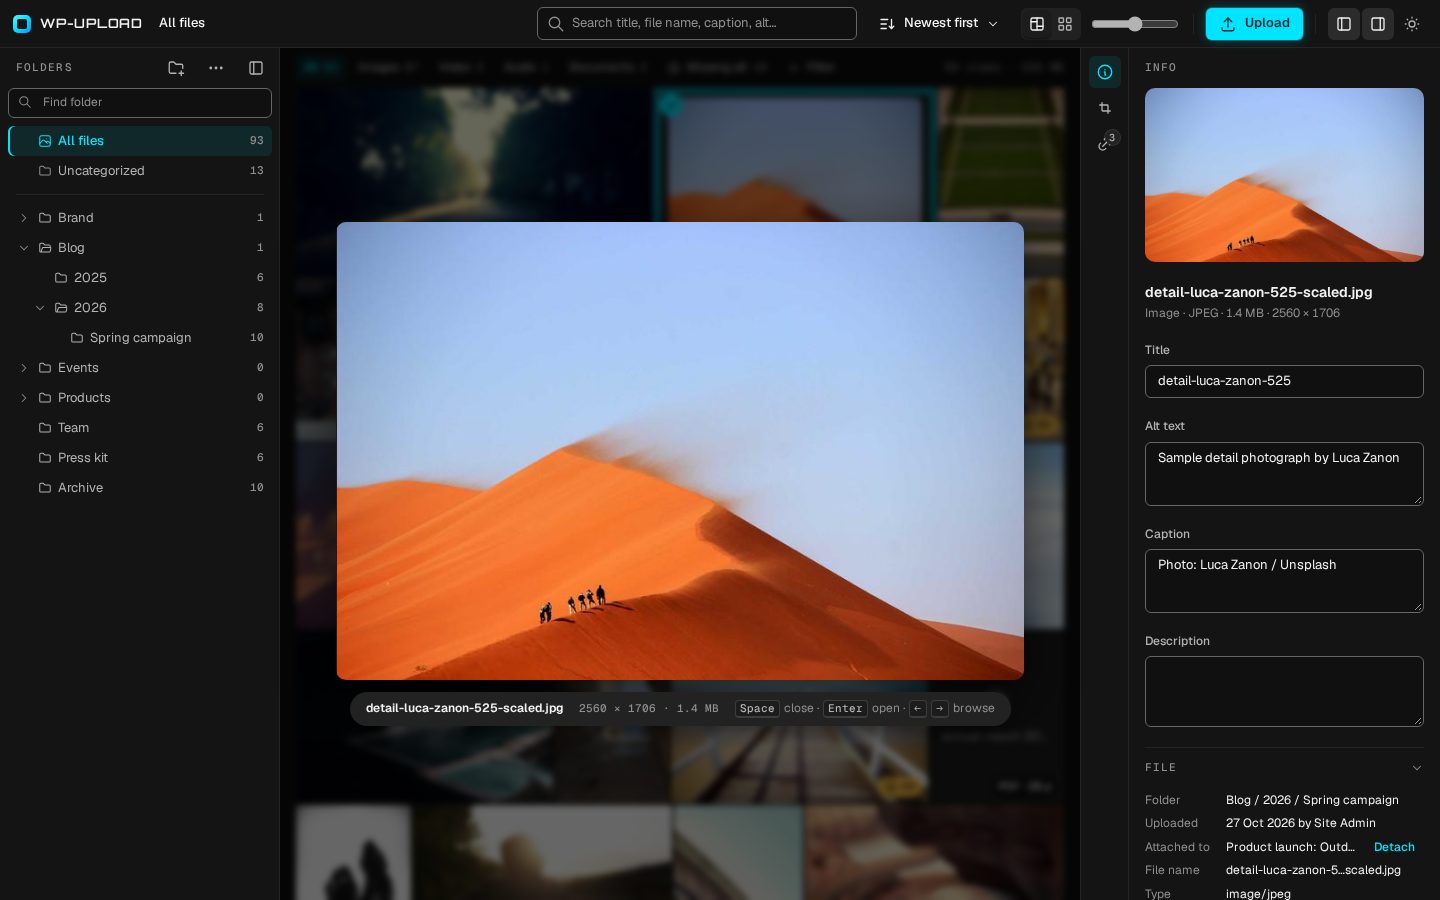 WP-UPLOAD All files
Search title, file name, caption, alt...
Newest first
Upload
FOLDERS
Find folder
All files 93
Uncategorized 13
Brand 1
Blog 1
2025 6
2026 8
Spring campaign 10
Events 0
Products 0
Team 6
Press kit 6
Archive 10
detail-luca-zanon-525-scaled.jpg 2560 × 1706 · 1.4 MB Space close · Enter open · ← → browse
3
INFO
detail-luca-zanon-525-scaled.jpg
Image · JPEG · 1.4 MB · 2560 × 1706
Title
detail-luca-zanon-525
Alt text
Sample detail photograph by Luca Zanon
Caption
Photo: Luca Zanon / Unsplash
Description
FILE
Folder Blog / 2026 / Spring campaign
Uploaded 27 Oct 2026 by Site Admin
Attached to Product launch: Outd... Detach
File name detail-luca-zanon-5...scaled.jpg
Type image/jpeg